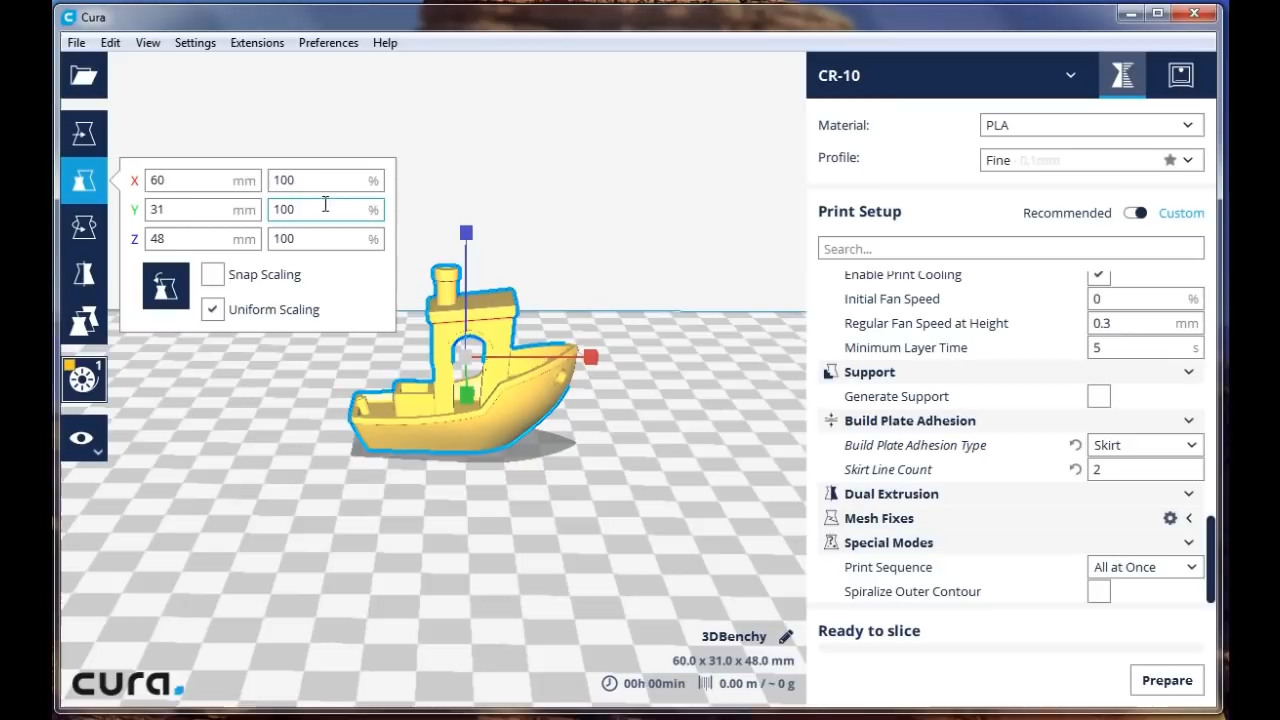 Cura
File Edit View Settings Extensions Preferences Help
CR-10
Material: PLA
Profile: Fine 0,1mm
Print Setup Recommended Custom
Search...
X 60 mm 100 %
Y 31 mm 100 %
Z 48 mm 100 %
Snap Scaling
Uniform Scaling
1
Enable Print Cooling
Initial Fan Speed 0 %
Regular Fan Speed at Height 0.3 mm
Minimum Layer Time 5 s
Support
Generate Support
Build Plate Adhesion
Build Plate Adhesion Type Skirt
Skirt Line Count 2
Dual Extrusion
Mesh Fixes
Special Modes
Print Sequence All at Once
Spiralize Outer Contour
3DBenchy
60.0 x 31.0 x 48.0 mm
00h 00min 0.00 m / ~ 0 g
Ready to slice
Prepare
cura.